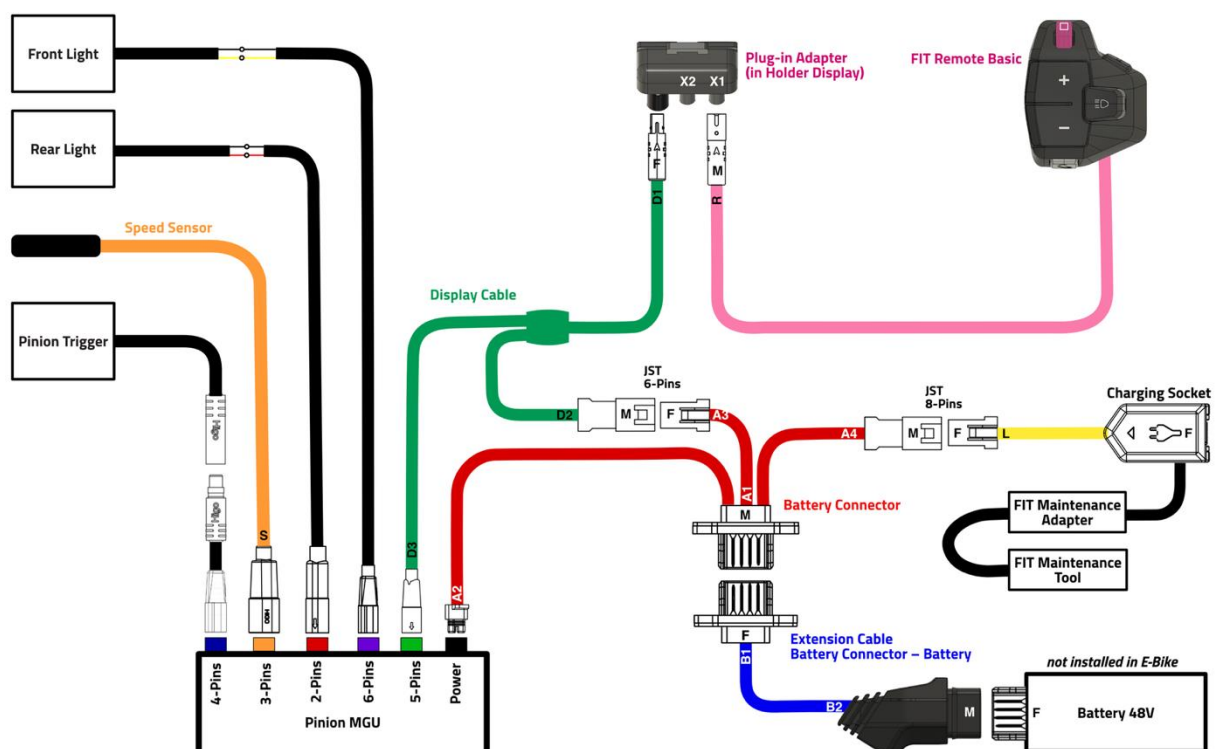 Front Light
Rear Light
Speed Sensor
Pinion Trigger
Higo
Higo
S
HIGO
4-Pins
3-Pins
2-Pins
6-Pins
5-Pins
Power
Pinion MGU
Display Cable
D3
D2
D1
A2
X2 X1
Plug-in Adapter
(in Holder Display)
F
M
R
FIT Remote Basic
+
−
JST
6-Pins
M
F
A3
A1
A4
JST
8-Pins
M
F
L
Charging Socket
F
FIT Maintenance
Adapter
FIT Maintenance
Tool
M
Battery Connector
F
B1
Extension Cable
Battery Connector – Battery
B2
M
not installed in E-Bike
F
Battery 48V